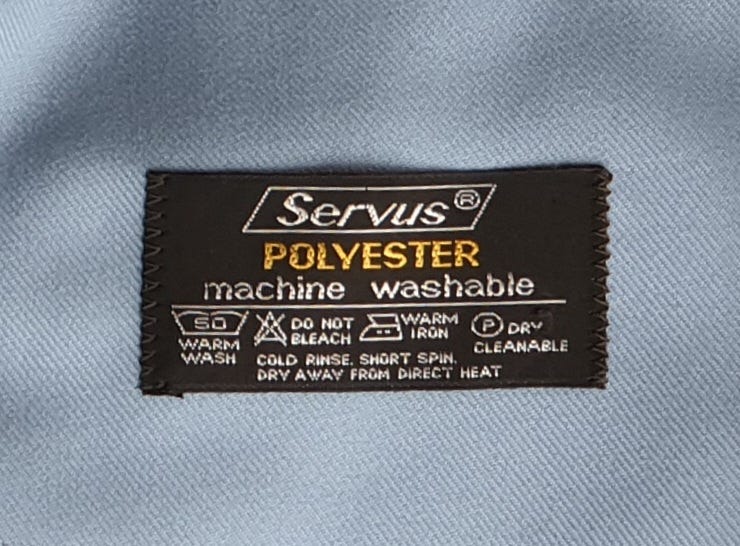 Servus®
POLYESTER
machine washable
50 DO NOT BLEACH WARM IRON P DRY CLEANABLE
WARM WASH
COLD RINSE. SHORT SPIN.
DRY AWAY FROM DIRECT HEAT